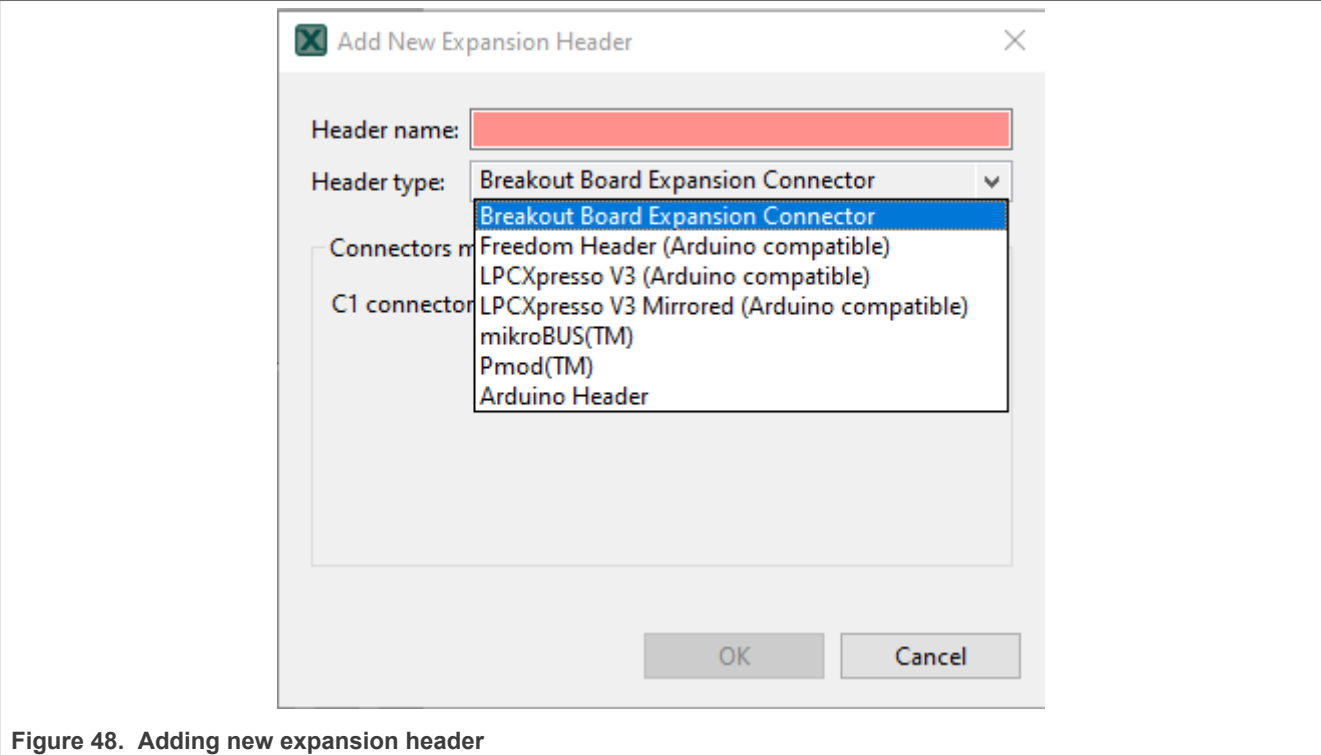 Add New Expansion Header
Header name:
Header type:
Breakout Board Expansion Connector
Breakout Board Expansion Connector
Connectors m
Freedom Header (Arduino compatible)
LPCXpresso V3 (Arduino compatible)
C1 connector
LPCXpresso V3 Mirrored (Arduino compatible)
mikroBUS(TM)
Pmod(TM)
Arduino Header
OK
Cancel
Figure 48. Adding new expansion header